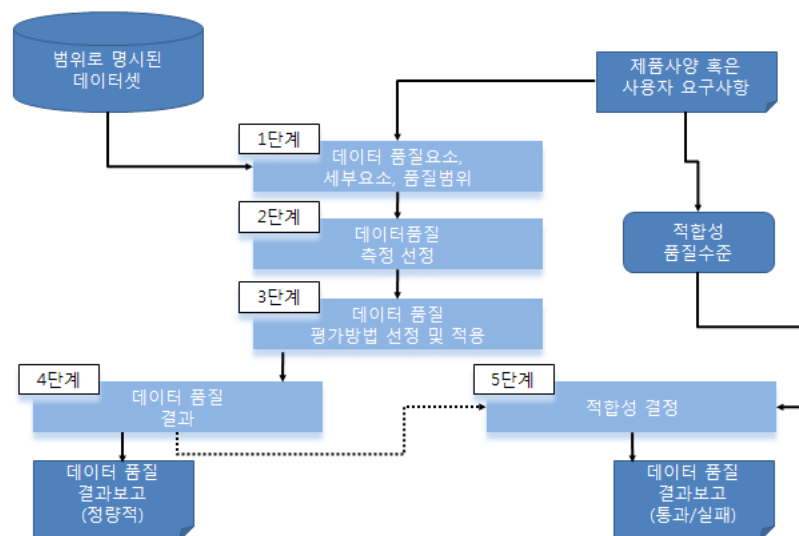 범위로 명시된
데이터셋
제품사양 혹은
사용자 요구사항
1단계
데이터 품질요소,
세부요소, 품질범위
2단계
데이터품질
측정 선정
적합성
품질수준
3단계
데이터 품질
평가방법 선정 및 적용
4단계
데이터 품질
결과
5단계
적합성 결정
데이터 품질
결과보고
(정량적)
데이터 품질
결과보고
(통과/실패)